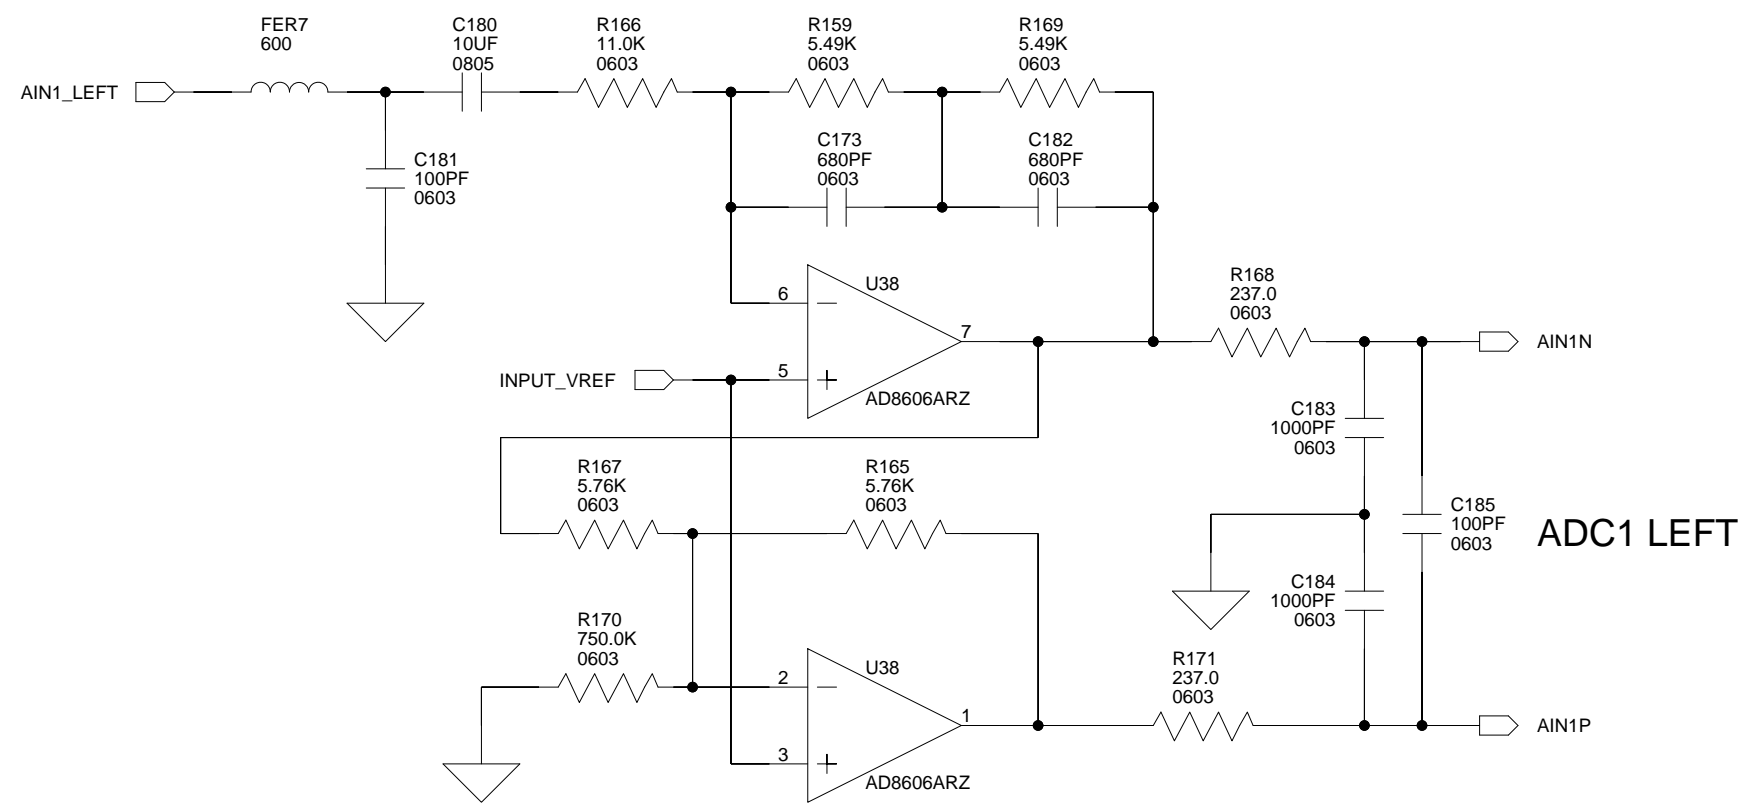 FER7
600
C180
10UF
0805
R166
11.0K
0603
R159
5.49K
0603
R169
5.49K
0603
AIN1_LEFT
C181
100PF
0603
C173
680PF
0603
C182
680PF
0603
U38
6
7
5
AD8606ARZ
INPUT_VREF
R168
237.0
0603
AIN1N
C183
1000PF
0603
R167
5.76K
0603
R165
5.76K
0603
C185
100PF
0603
ADC1 LEFT
C184
1000PF
0603
R170
750.0K
0603
U38
2
1
3
AD8606ARZ
R171
237.0
0603
AIN1P